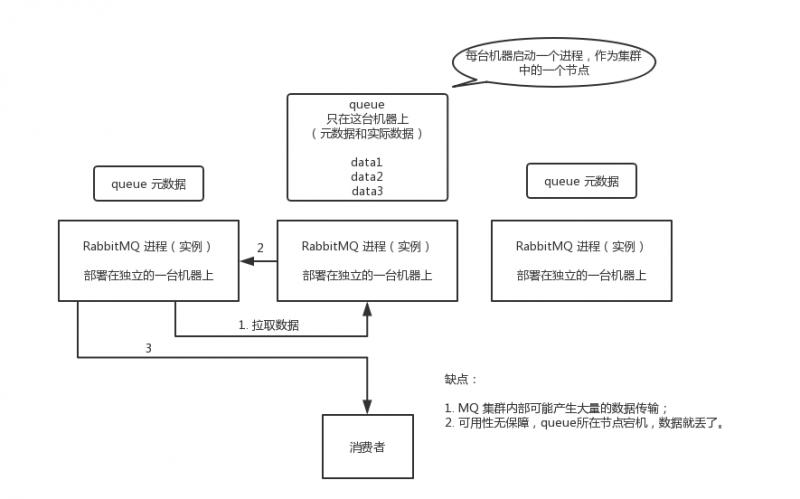 每台机器启动一个进程，作为集群
中的一个节点
queue
只在这台机器上
（元数据和实际数据）
data1
data2
data3
queue 元数据
queue 元数据
RabbitMQ 进程（实例）
部署在独立的一台机器上
2
RabbitMQ 进程（实例）
部署在独立的一台机器上
RabbitMQ 进程（实例）
部署在独立的一台机器上
1. 拉取数据
3
缺点：
1. MQ 集群内部可能产生大量的数据传输；
2. 可用性无保障，queue所在节点宕机，数据就丢了。
消费者